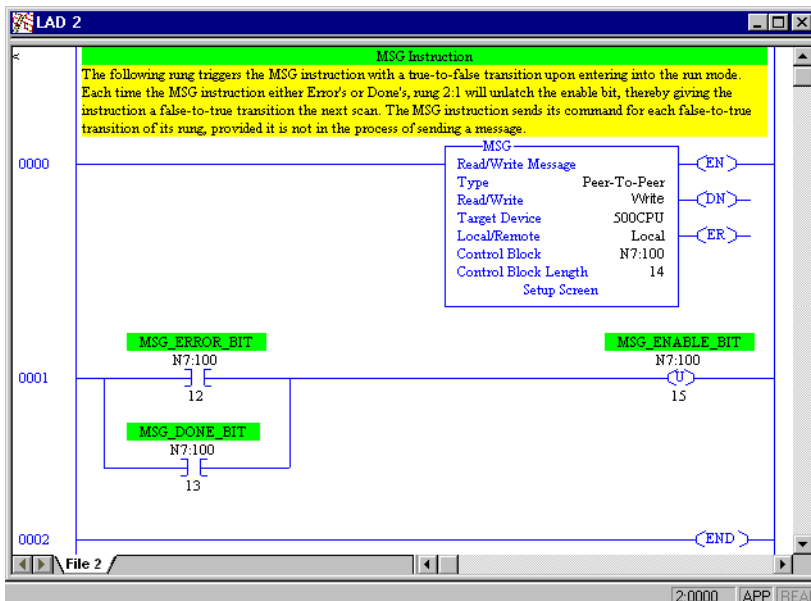 LAD 2
MSG Instruction
The following rung triggers the MSG instruction with a true-to-false transition upon entering into the run mode.
Each time the MSG instruction either Error's or Done's, rung 2:1 will unlatch the enable bit, thereby giving the
instruction a false-to-true transition the next scan. The MSG instruction sends its command for each false-to-true
transition of its rung, provided it is not in the process of sending a message.
0000
MSG
Read/Write Message
Type Peer-To-Peer
Read/Write Write
Target Device 500CPU
Local/Remote Local
Control Block N7:100
Control Block Length 14
Setup Screen
EN
DN
ER
MSG_ERROR_BIT
N7:100
12
MSG_ENABLE_BIT
N7:100
U
15
0001
MSG_DONE_BIT
N7:100
13
0002
END
File 2
2:0000 APP REA